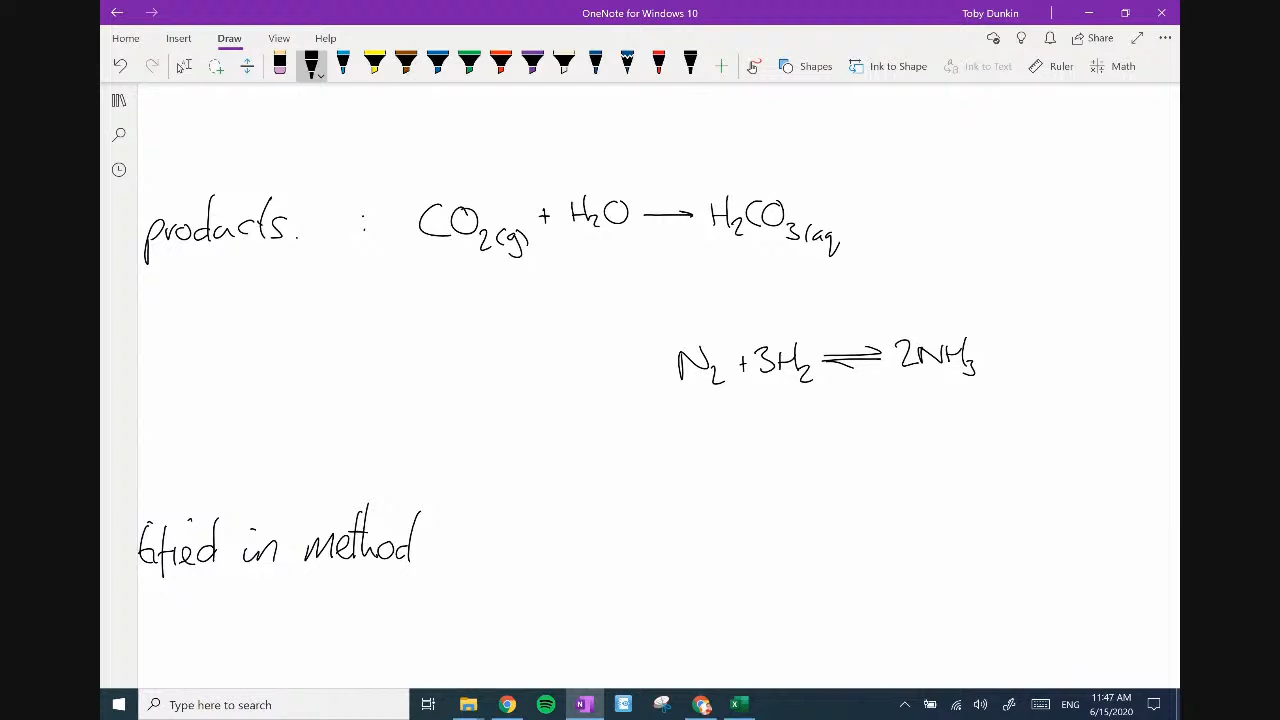 OneNote for Windows 10
Toby Dunkin
Home Insert Draw View Help
Share
Shapes Ink to Shape Ink to Text Ruler Math
products. : CO2(g) + H2O → H2CO3(aq
N2 + 3H2 ⇌ 2NH3
in method
Type here to search
ENG
11:47 AM
6/15/2020